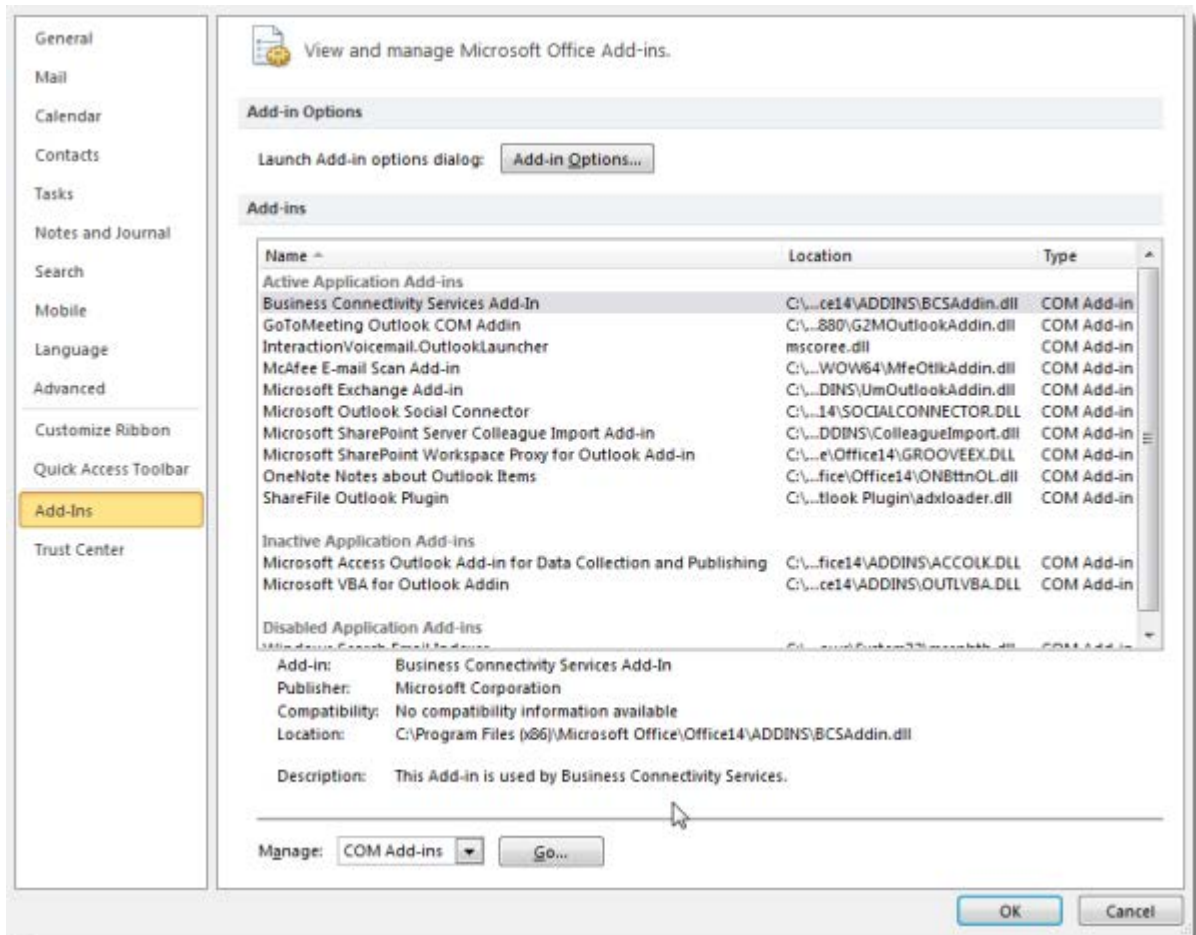 General
Mail
Calendar
Contacts
Tasks
Notes and Journal
Search
Mobile
Language
Advanced
Customize Ribbon
Quick Access Toolbar
Add-Ins
Trust Center
View and manage Microsoft Office Add-ins.
Add-in Options
Launch Add-in options dialog: Add-in Options...
Add-ins
Name Location Type
Active Application Add-ins
Business Connectivity Services Add-In C:\...ce14\ADDINS\BCSAddin.dll COM Add-in
GoToMeeting Outlook COM Addin C:\...880\G2MOutlookAddin.dll COM Add-in
InteractionVoicemail.OutlookLauncher mscoree.dll COM Add-in
McAfee E-mail Scan Add-in C:\...WOW64\MfeOtlkAddin.dll COM Add-in
Microsoft Exchange Add-in C:\...DINS\UmOutlookAddin.dll COM Add-in
Microsoft Outlook Social Connector C:\...14\SOCIALCONNECTOR.DLL COM Add-in
Microsoft SharePoint Server Colleague Import Add-in C:\...DDINS\ColleagueImport.dll COM Add-in
Microsoft SharePoint Workspace Proxy for Outlook Add-in C:\...e\Office14\GROOVEEX.DLL COM Add-in
OneNote Notes about Outlook Items C:\...fice\Office14\ONBttnOL.dll COM Add-in
ShareFile Outlook Plugin C:\...tlook Plugin\adxloader.dll COM Add-in
Inactive Application Add-ins
Microsoft Access Outlook Add-in for Data Collection and Publishing C:\...fice14\ADDINS\ACCOLK.DLL COM Add-in
Microsoft VBA for Outlook Addin C:\...ce14\ADDINS\OUTLVBA.DLL COM Add-in
Disabled Application Add-ins
Windows Search Email Indexer COM Add-in
Add-in: Business Connectivity Services Add-In
Publisher: Microsoft Corporation
Compatibility: No compatibility information available
Location: C:\Program Files (x86)\Microsoft Office\Office14\ADDINS\BCSAddin.dll
Description: This Add-in is used by Business Connectivity Services.
Manage: COM Add-ins Go...
OK Cancel